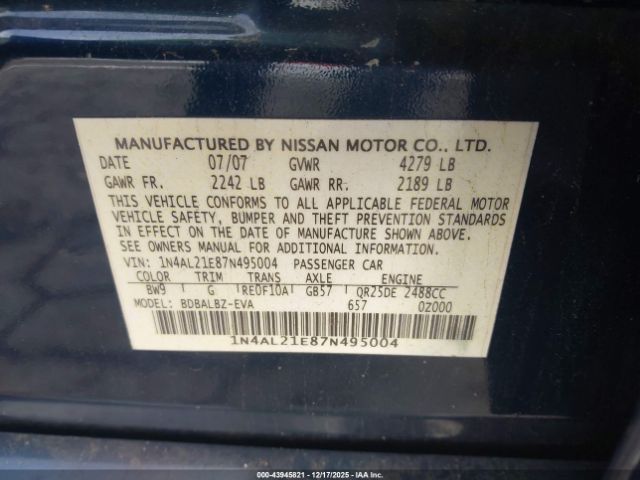 MANUFACTURED BY NISSAN MOTOR CO., LTD.
DATE 07/07 GVWR 4279 LB
GAWR FR. 2242 LB GAWR RR. 2189 LB
THIS VEHICLE CONFORMS TO ALL APPLICABLE FEDERAL MOTOR
VEHICLE SAFETY, BUMPER AND THEFT PREVENTION STANDARDS
IN EFFECT ON THE DATE OF MANUFACTURE SHOWN ABOVE.
SEE OWNERS MANUAL FOR ADDITIONAL INFORMATION.
VIN: 1N4AL21E87N495004 PASSENGER CAR
COLOR TRIM TRANS AXLE ENGINE
BW9 G RE0F10A GB57 QR25DE 2488CC
MODEL: BDBALBZ-EVA 657 0Z000
1N4AL21E87N495004
000-43945821 - 12/17/2025 - IAA Inc.